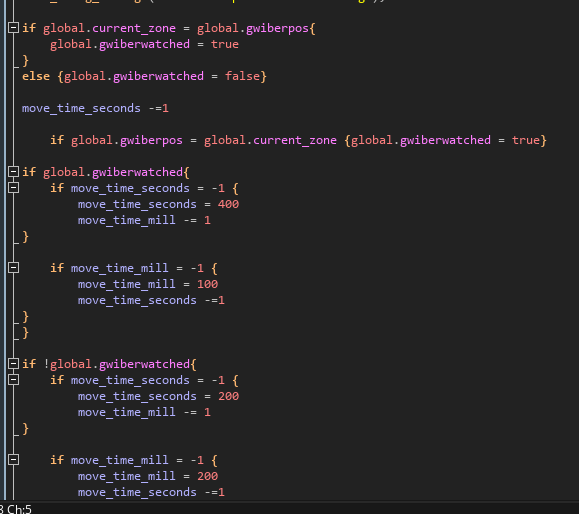 if global.current_zone = global.gwiberpos{
global.gwiberwatched = true
}
else {global.gwiberwatched = false}
move_time_seconds -=1
if global.gwiberpos = global.current_zone {global.gwiberwatched = true}
if global.gwiberwatched{
if move_time_seconds = -1 {
move_time_seconds = 400
move_time_mill -= 1
}
if move_time_mill = -1 {
move_time_mill = 100
move_time_seconds -=1
}
}
if !global.gwiberwatched{
if move_time_seconds = -1 {
move_time_seconds = 200
move_time_mill -= 1
}
if move_time_mill = -1 {
move_time_mill = 200
move_time_seconds -=1
Ch:5